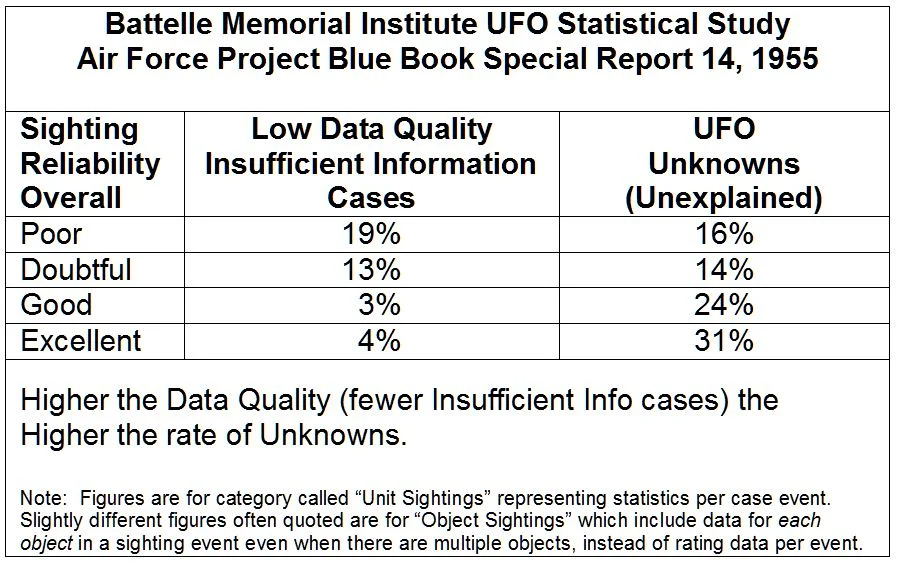 Battelle Memorial Institute UFO Statistical Study
Air Force Project Blue Book Special Report 14, 1955
Sighting Reliability Overall | Low Data Quality Insufficient Information Cases | UFO Unknowns (Unexplained)
Poor | 19% | 16%
Doubtful | 13% | 14%
Good | 3% | 24%
Excellent | 4% | 31%
Higher the Data Quality (fewer Insufficient Info cases) the
Higher the rate of Unknowns.
Note: Figures are for category called “Unit Sightings” representing statistics per case event.
Slightly different figures often quoted are for “Object Sightings” which include data for each
object in a sighting event even when there are multiple objects, instead of rating data per event.